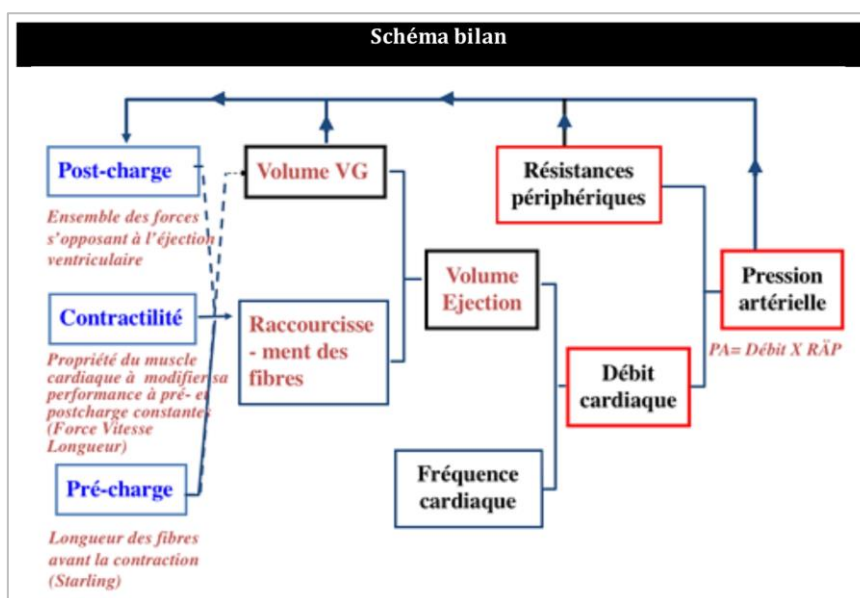 Schéma bilan
Post-charge
Ensemble des forces
s'opposant à l'éjection
ventriculaire
Contractilité
Propriété du muscle
cardiaque à modifier sa
performance à pré- et
postcharge constantes
(Force Vitesse
Longueur)
Pré-charge
Longueur des fibres
avant la contraction
(Starling)
Volume VG
Raccourcisse
- ment des
fibres
Volume
Ejection
Fréquence
cardiaque
Résistances
périphériques
Débit
cardiaque
Pression
artérielle
PA= Débit X RÄP